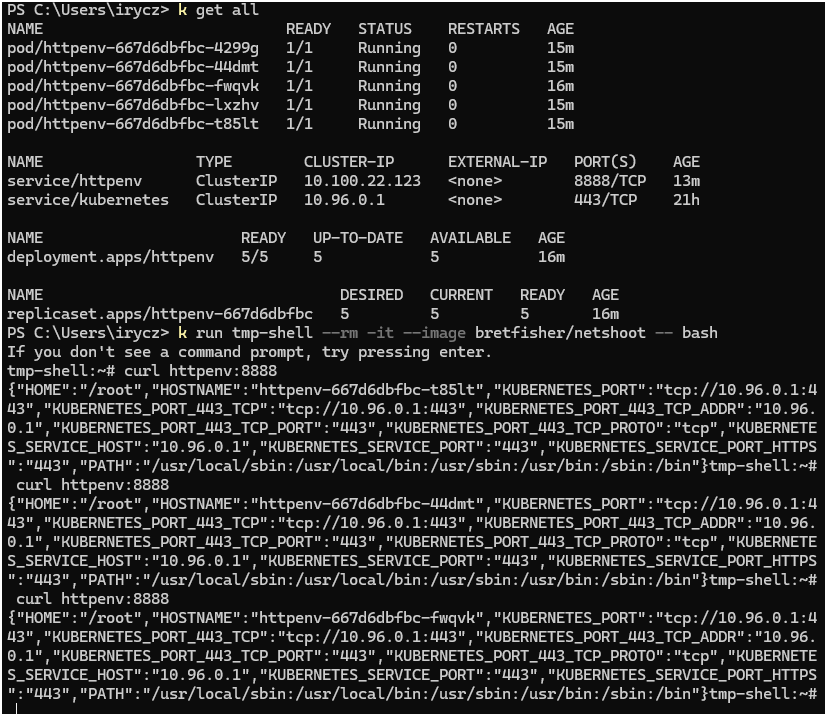 PS C:\Users\irycz> k get all
NAME                           READY   STATUS    RESTARTS   AGE
pod/httpenv-667d6dbfbc-4299g   1/1     Running   0          15m
pod/httpenv-667d6dbfbc-44dmt   1/1     Running   0          15m
pod/httpenv-667d6dbfbc-fwqvk   1/1     Running   0          16m
pod/httpenv-667d6dbfbc-lxzhv   1/1     Running   0          15m
pod/httpenv-667d6dbfbc-t85lt   1/1     Running   0          15m
NAME                 TYPE        CLUSTER-IP      EXTERNAL-IP   PORT(S)    AGE
service/httpenv      ClusterIP   10.100.22.123   <none>        8888/TCP   13m
service/kubernetes   ClusterIP   10.96.0.1       <none>        443/TCP    21h
NAME                      READY   UP-TO-DATE   AVAILABLE   AGE
deployment.apps/httpenv   5/5     5            5           16m
NAME                                 DESIRED   CURRENT   READY   AGE
replicaset.apps/httpenv-667d6dbfbc   5         5         5       16m
PS C:\Users\irycz> k run tmp-shell --rm -it --image bretfisher/netshoot -- bash
If you don't see a command prompt, try pressing enter.
tmp-shell:~# curl httpenv:8888
{"HOME":"/root","HOSTNAME":"httpenv-667d6dbfbc-t85lt","KUBERNETES_PORT":"tcp://10.96.0.1:4
43","KUBERNETES_PORT_443_TCP":"tcp://10.96.0.1:443","KUBERNETES_PORT_443_TCP_ADDR":"10.96.
0.1","KUBERNETES_PORT_443_TCP_PORT":"443","KUBERNETES_PORT_443_TCP_PROTO":"tcp","KUBERNETE
S_SERVICE_HOST":"10.96.0.1","KUBERNETES_SERVICE_PORT":"443","KUBERNETES_SERVICE_PORT_HTTPS
":"443","PATH":"/usr/local/sbin:/usr/local/bin:/usr/sbin:/usr/bin:/sbin:/bin"}tmp-shell:~#
curl httpenv:8888
{"HOME":"/root","HOSTNAME":"httpenv-667d6dbfbc-44dmt","KUBERNETES_PORT":"tcp://10.96.0.1:4
43","KUBERNETES_PORT_443_TCP":"tcp://10.96.0.1:443","KUBERNETES_PORT_443_TCP_ADDR":"10.96.
0.1","KUBERNETES_PORT_443_TCP_PORT":"443","KUBERNETES_PORT_443_TCP_PROTO":"tcp","KUBERNETE
S_SERVICE_HOST":"10.96.0.1","KUBERNETES_SERVICE_PORT":"443","KUBERNETES_SERVICE_PORT_HTTPS
":"443","PATH":"/usr/local/sbin:/usr/local/bin:/usr/sbin:/usr/bin:/sbin:/bin"}tmp-shell:~#
curl httpenv:8888
{"HOME":"/root","HOSTNAME":"httpenv-667d6dbfbc-fwqvk","KUBERNETES_PORT":"tcp://10.96.0.1:4
43","KUBERNETES_PORT_443_TCP":"tcp://10.96.0.1:443","KUBERNETES_PORT_443_TCP_ADDR":"10.96.
0.1","KUBERNETES_PORT_443_TCP_PORT":"443","KUBERNETES_PORT_443_TCP_PROTO":"tcp","KUBERNETE
S_SERVICE_HOST":"10.96.0.1","KUBERNETES_SERVICE_PORT":"443","KUBERNETES_SERVICE_PORT_HTTPS
":"443","PATH":"/usr/local/sbin:/usr/local/bin:/usr/sbin:/usr/bin:/sbin:/bin"}tmp-shell:~#